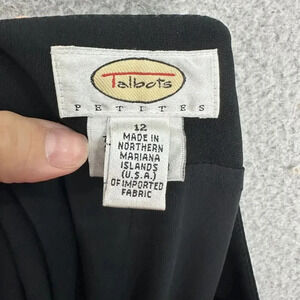 Talbots
PETITES
12
MADE IN
NORTHERN
MARIANA
ISLANDS
(U.S.A.)
OF IMPORTED
FABRIC